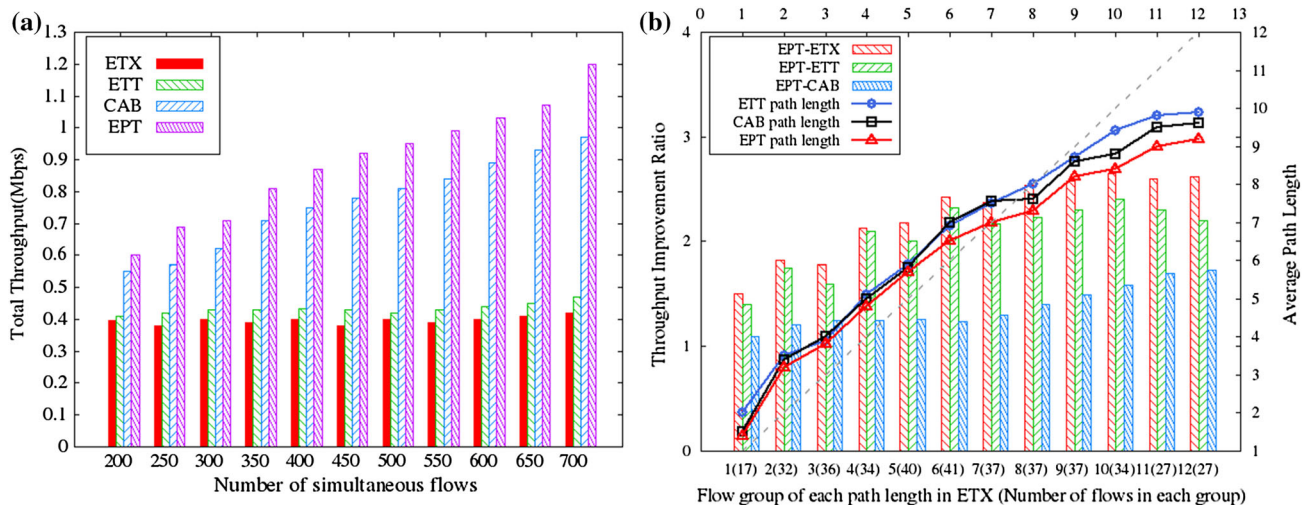 (a)
Total Throughput(Mbps)
1.3
1.2
1.1
1
0.9
0.8
0.7
0.6
0.5
0.4
0.3
0.2
0.1
0
ETX
ETT
CAB
EPT
200 250 300 350 400 450 500 550 600 650 700
Number of simultaneous flows
(b)
0 1 2 3 4 5 6 7 8 9 10 11 12 13
Throughput Improvement Ratio
4
3
2
1
0
EPT-ETX
EPT-ETT
EPT-CAB
ETT path length
CAB path length
EPT path length
12
11
10
9
8
7
6
5
4
3
2
1
Average Path Length
1(17) 2(32) 3(36) 4(34) 5(40) 6(41) 7(37) 8(37) 9(37) 10(34) 11(27) 12(27)
Flow group of each path length in ETX (Number of flows in each group)